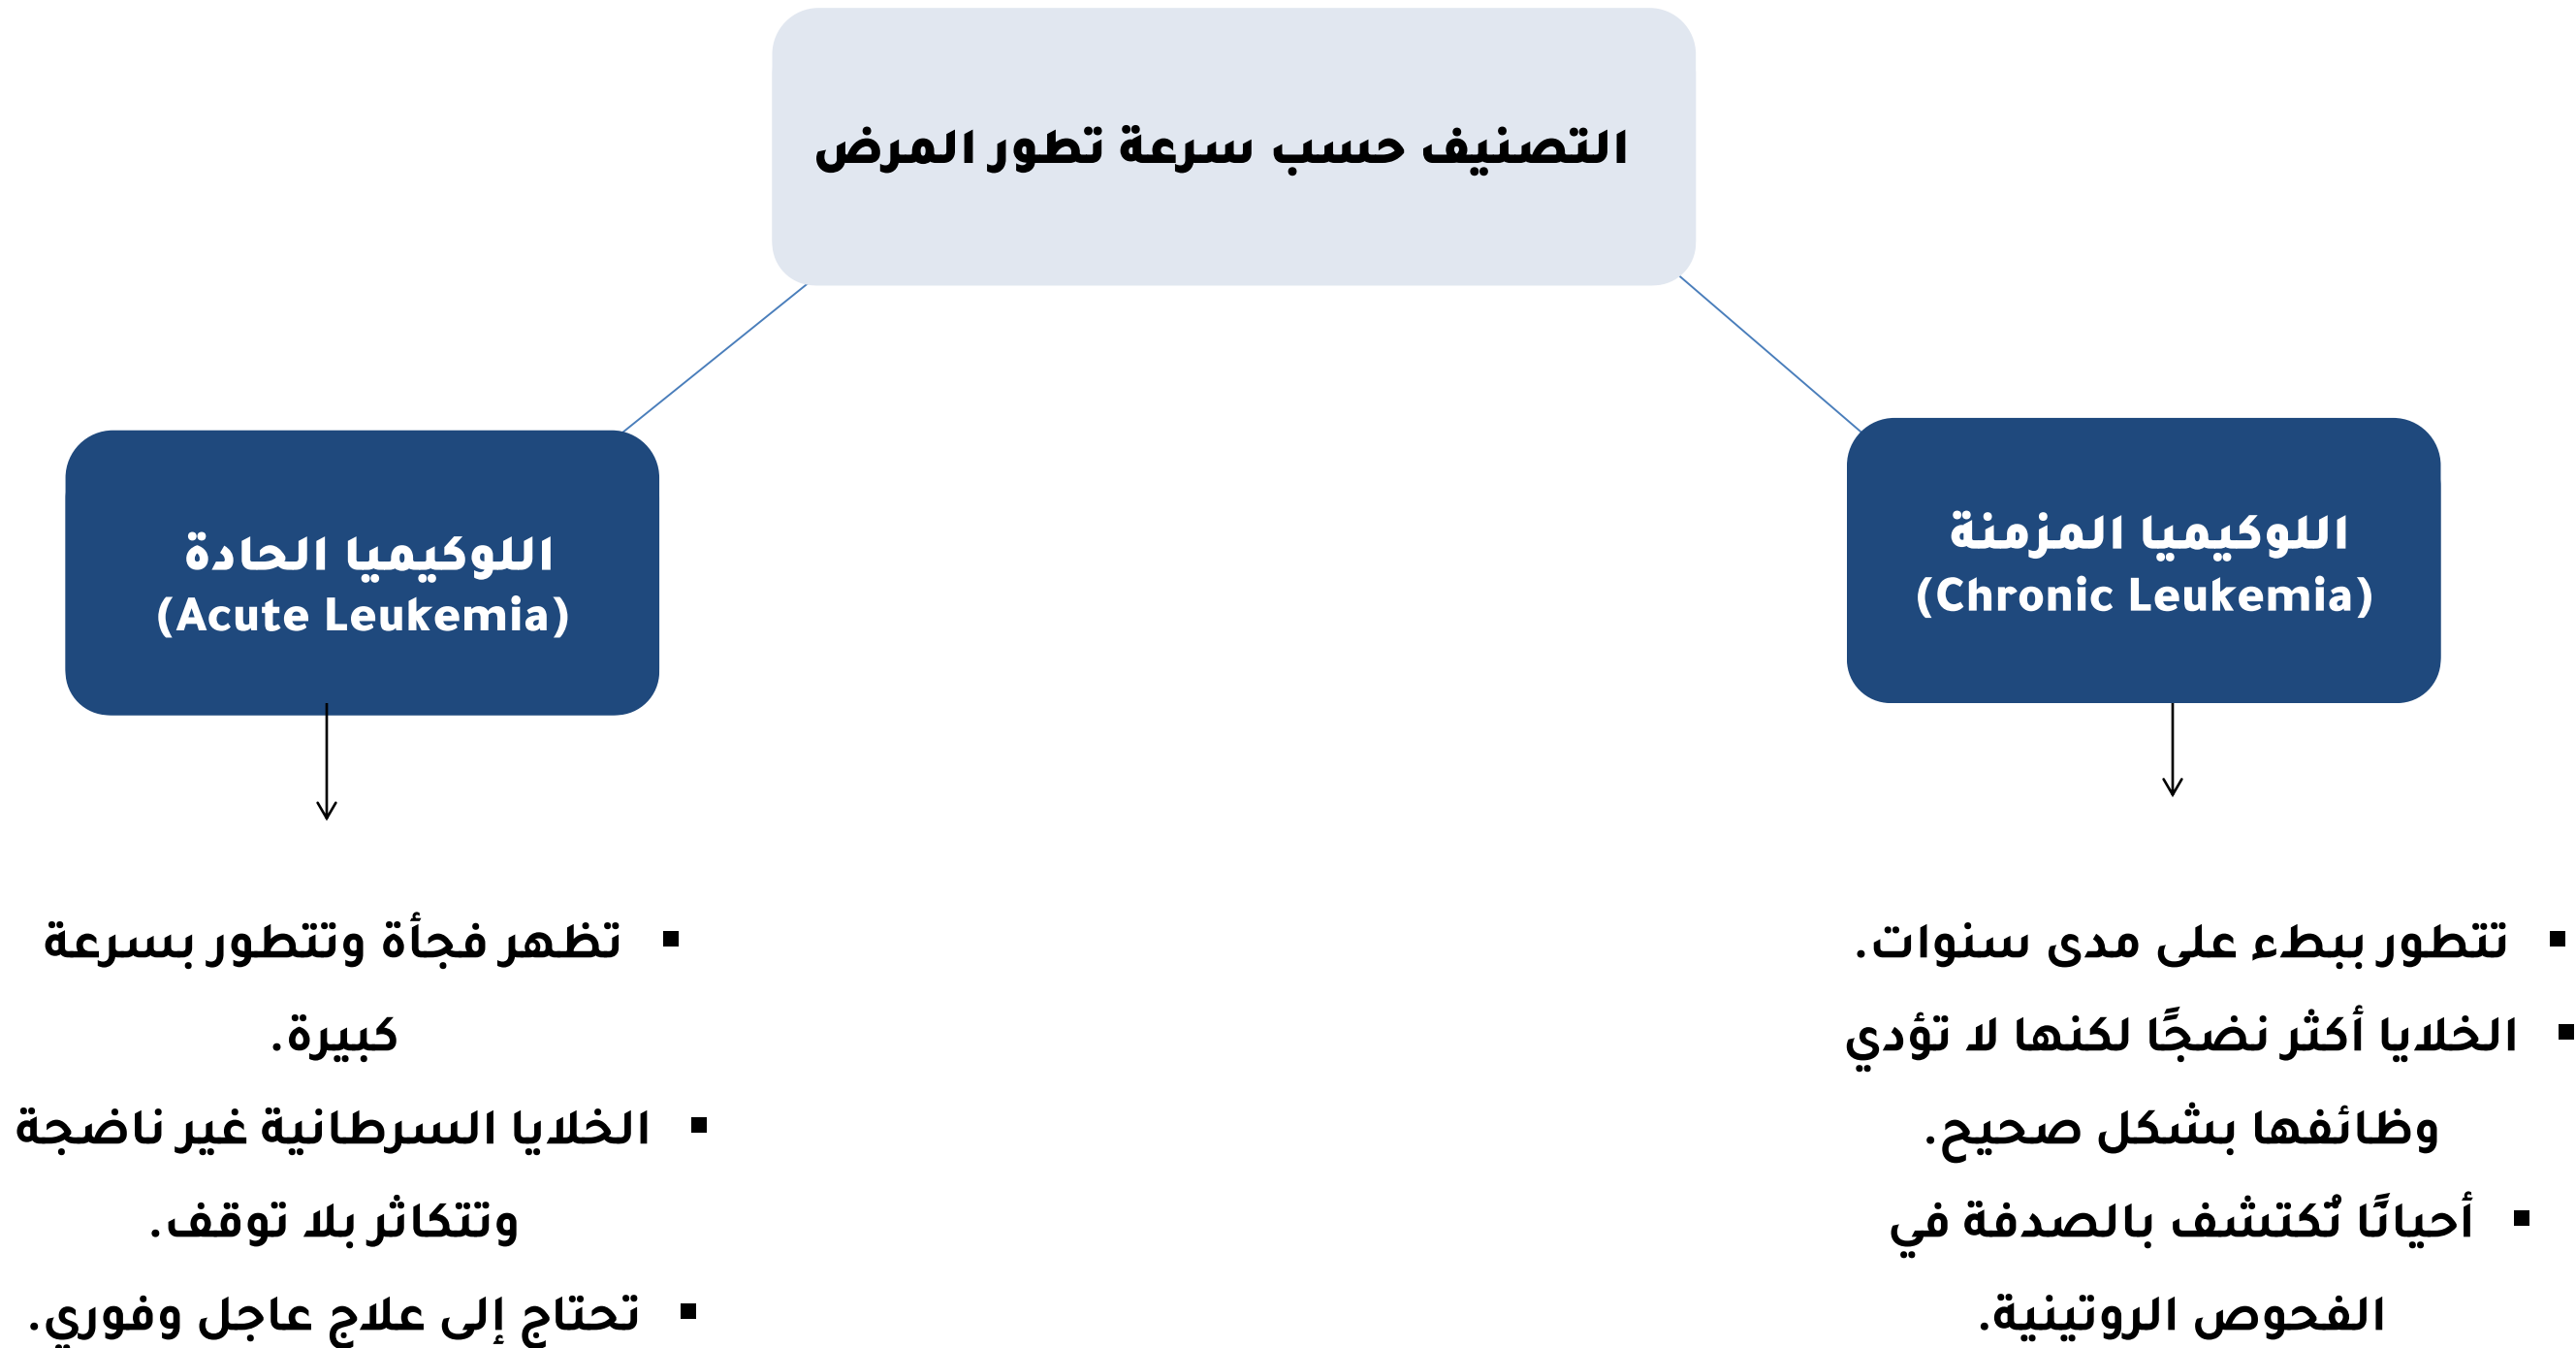 التصنيف حسب سرعة تطور المرض
اللوكيميا المزمنة
(Chronic Leukemia)
▪ تتطور ببطء على مدى سنوات.
▪ الخلايا أكثر نضجًا لكنها لا تؤدي
وظائفها بشكل صحيح.
▪ أحيانًا تُكتشف بالصدفة في
الفحوص الروتينية.
اللوكيميا الحادة
(Acute Leukemia)
▪ تظهر فجأة وتتطور بسرعة
كبيرة.
▪ الخلايا السرطانية غير ناضجة
وتتكاثر بلا توقف.
▪ تحتاج إلى علاج عاجل وفوري.